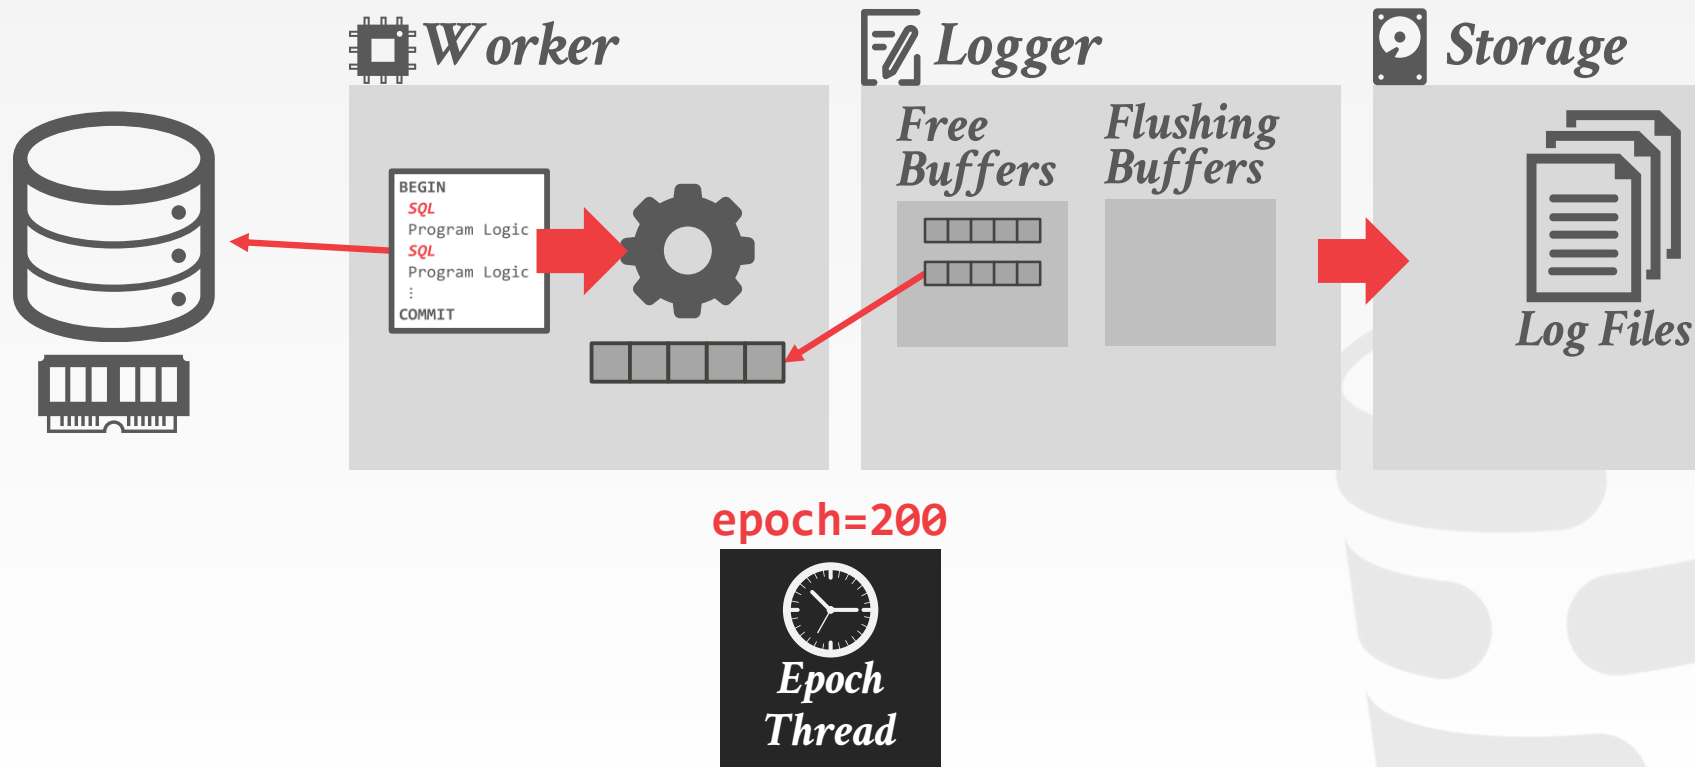 Worker
Logger
Storage
Free
Buffers
Flushing
Buffers
BEGIN
SQL
Program Logic
SQL
Program Logic
⋮
COMMIT
Log Files
epoch=200
Epoch
Thread